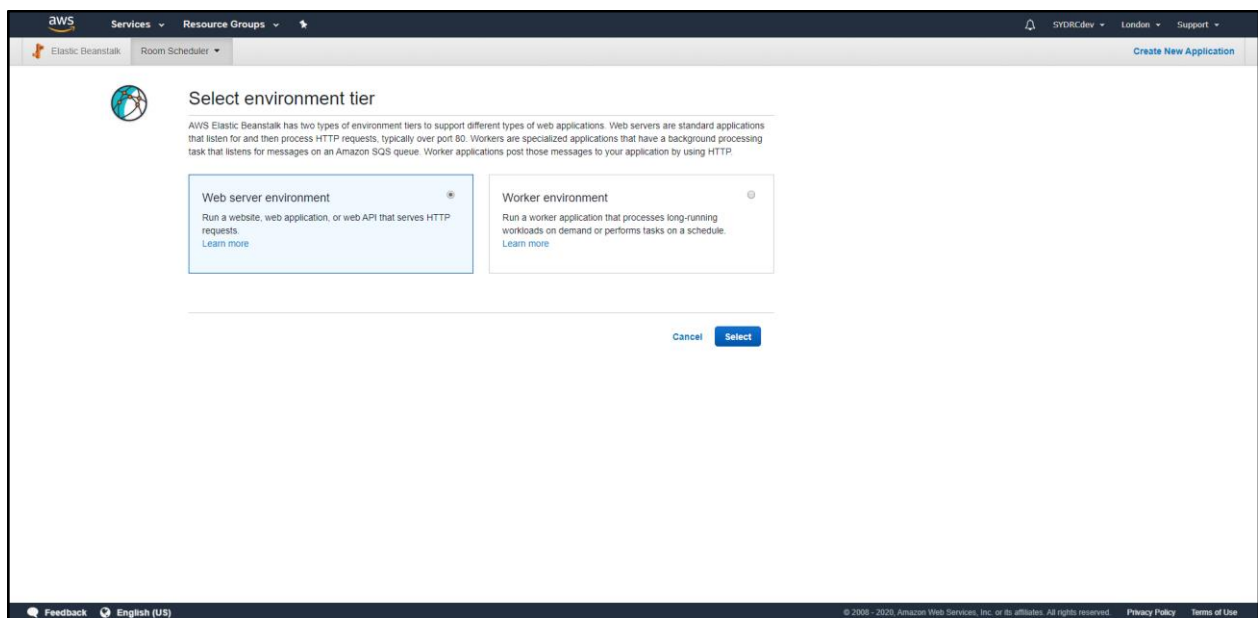 aws Services Resource Groups SYDRCdev London Support
Elastic Beanstalk Room Scheduler Create New Application
Select environment tier
AWS Elastic Beanstalk has two types of environment tiers to support different types of web applications. Web servers are standard applications
that listen for and then process HTTP requests, typically over port 80. Workers are specialized applications that have a background processing
task that listens for messages on an Amazon SQS queue. Worker applications post those messages to your application by using HTTP.
Web server environment
Run a website, web application, or web API that serves HTTP
requests.
Learn more
Worker environment
Run a worker application that processes long-running
workloads on demand or performs tasks on a schedule.
Learn more
Cancel Select
Feedback English (US) © 2008 - 2020, Amazon Web Services, Inc. or its affiliates. All rights reserved. Privacy Policy Terms of Use